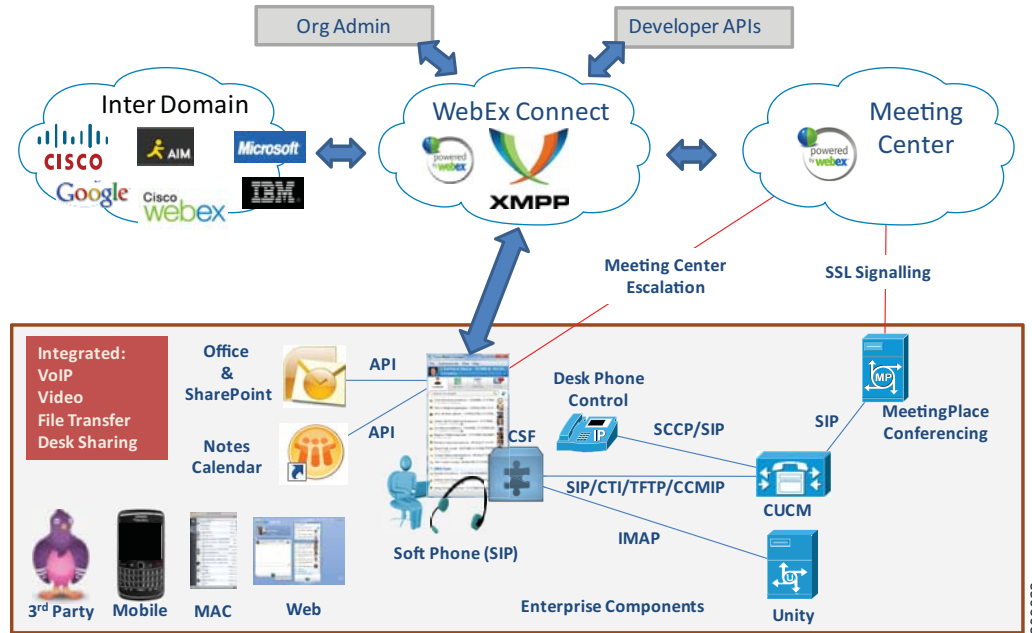 Org Admin
Developer APIs
Inter Domain
CISCO
AIM
Microsoft
Google
Cisco
webex
IBM
WebEx Connect
powered
by webex
XMPP
Meeting
Center
powered
by webex
Meeting Center
Escalation
SSL Signalling
Integrated:
VoIP
Video
File Transfer
Desk Sharing
Office
&
SharePoint
API
Notes
Calendar
API
CSF
Desk Phone
Control
IP
SCCP/SIP
SIP
MP
MeetingPlace
Conferencing
SIP/CTI/TFTP/CCMIP
CUCM
IMAP
Soft Phone (SIP)
U
Unity
3rd Party
Mobile
MAC
Web
Enterprise Components